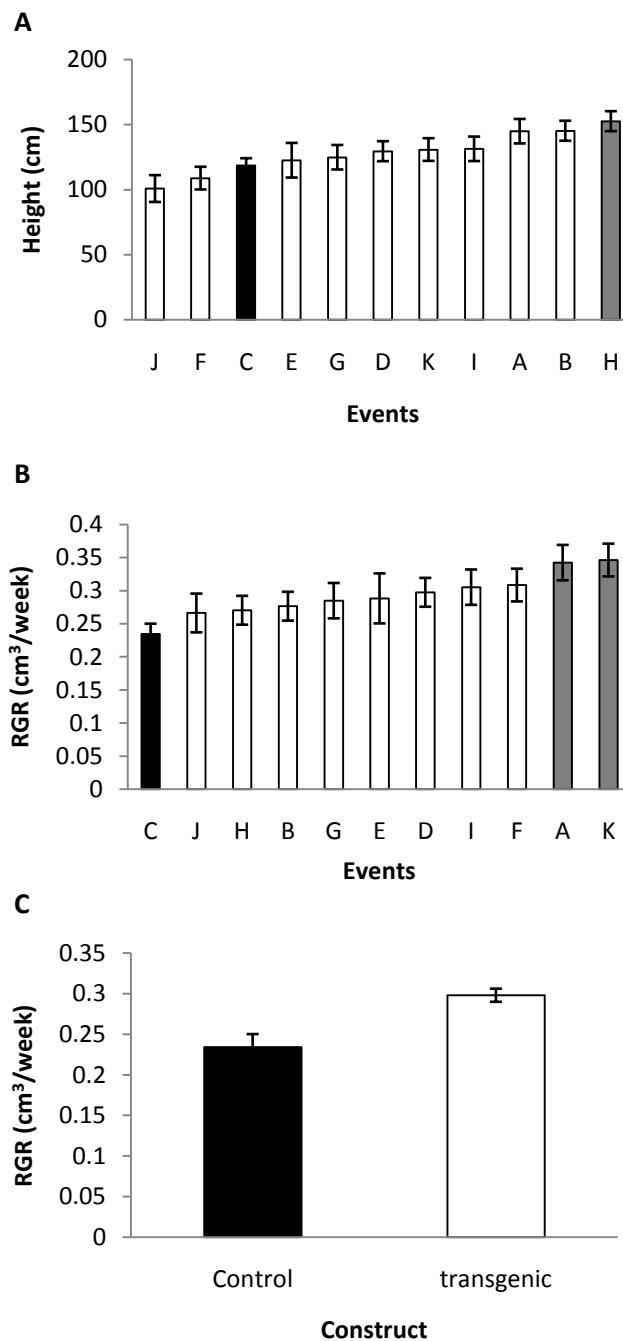 A
200
150
100
50
0
Height (cm)
J F C E G D K I A B H
Events
B
0.4
0.35
0.3
0.25
0.2
0.15
0.1
0.05
0
RGR (cm³/week)
C J H B G E D I F A K
Events
C
0.35
0.3
0.25
0.2
0.15
0.1
0.05
0
RGR (cm³/week)
Control transgenic
Construct